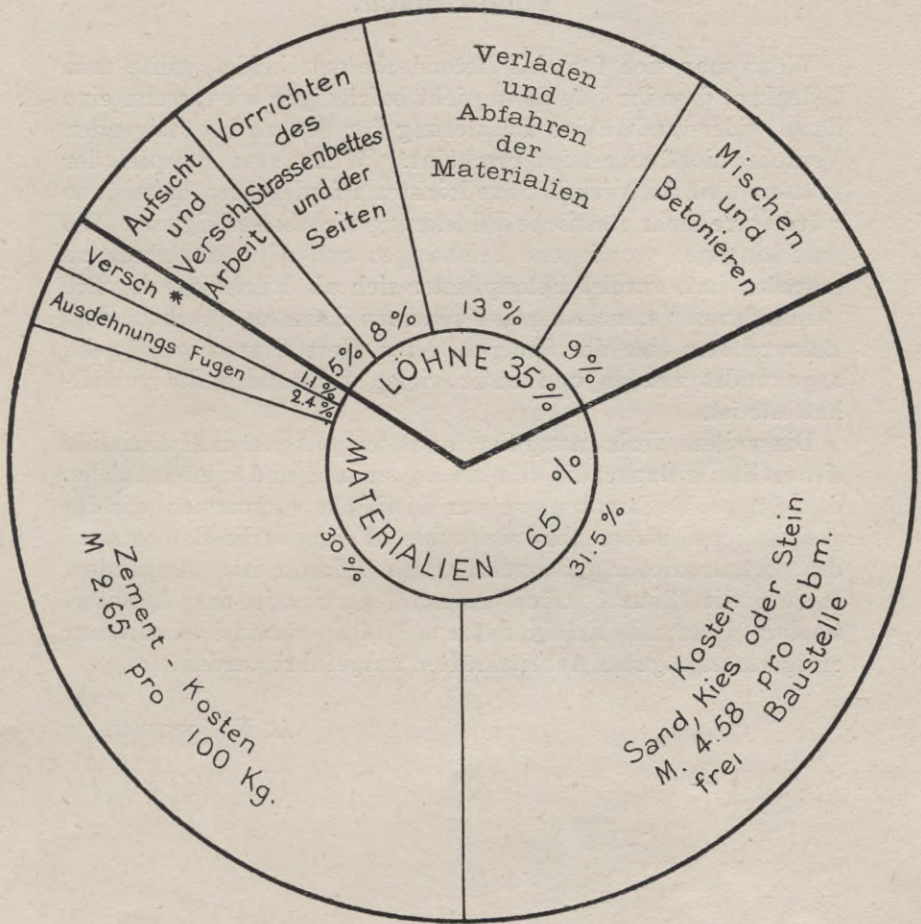 Aufsicht
und
Versch.
Arbeit
5%
Vorrichten
des
Strassenbettes
und der
Seiten
8 %
Verladen
und
Abfahren
der
Materialien
13 %
Mischen
und
Betonieren
9 %
LÖHNE 35 %
Versch *
1.1 %
Ausdehnungs Fugen
2.4 %
MATERIALIEN 65 %
30 %
Zement - Kosten
M 2.65 pro 100 Kg.
31.5 %
Kosten
Sand, Kies oder Stein
M. 4.58 pro cbm.
frei Baustelle